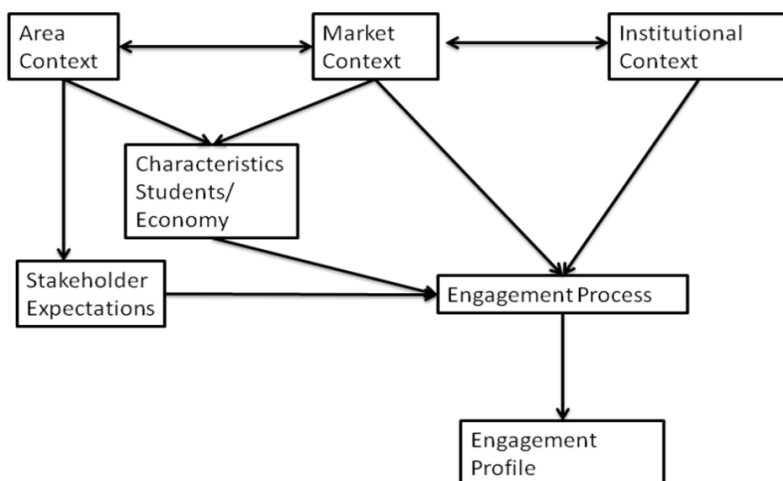 Area
Context
Market
Context
Institutional
Context
Characteristics
Students/
Economy
Stakeholder
Expectations
Engagement Process
Engagement
Profile